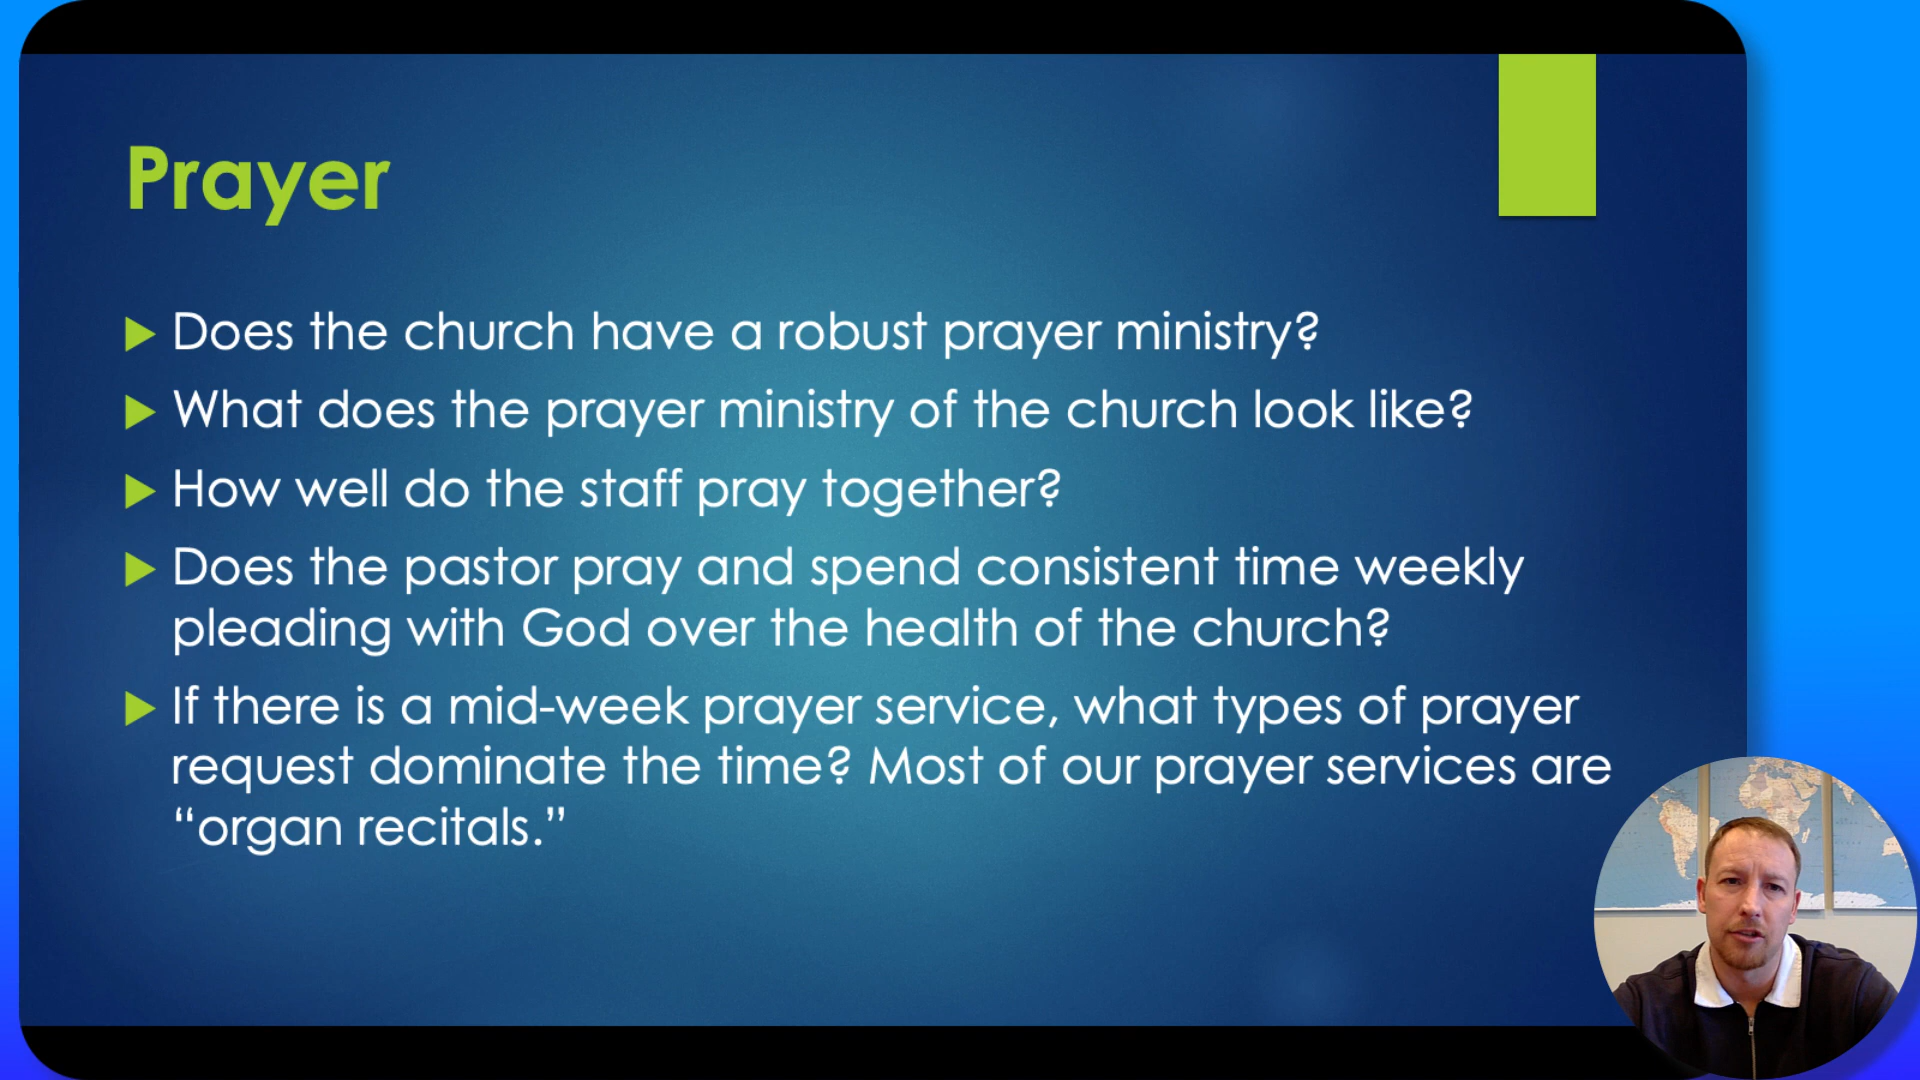 Prayer
Does the church have a robust prayer ministry?
What does the prayer ministry of the church look like?
How well do the staff pray together?
Does the pastor pray and spend consistent time weekly
pleading with God over the health of the church?
If there is a mid-week prayer service, what types of prayer
request dominate the time? Most of our prayer services are
“organ recitals.”